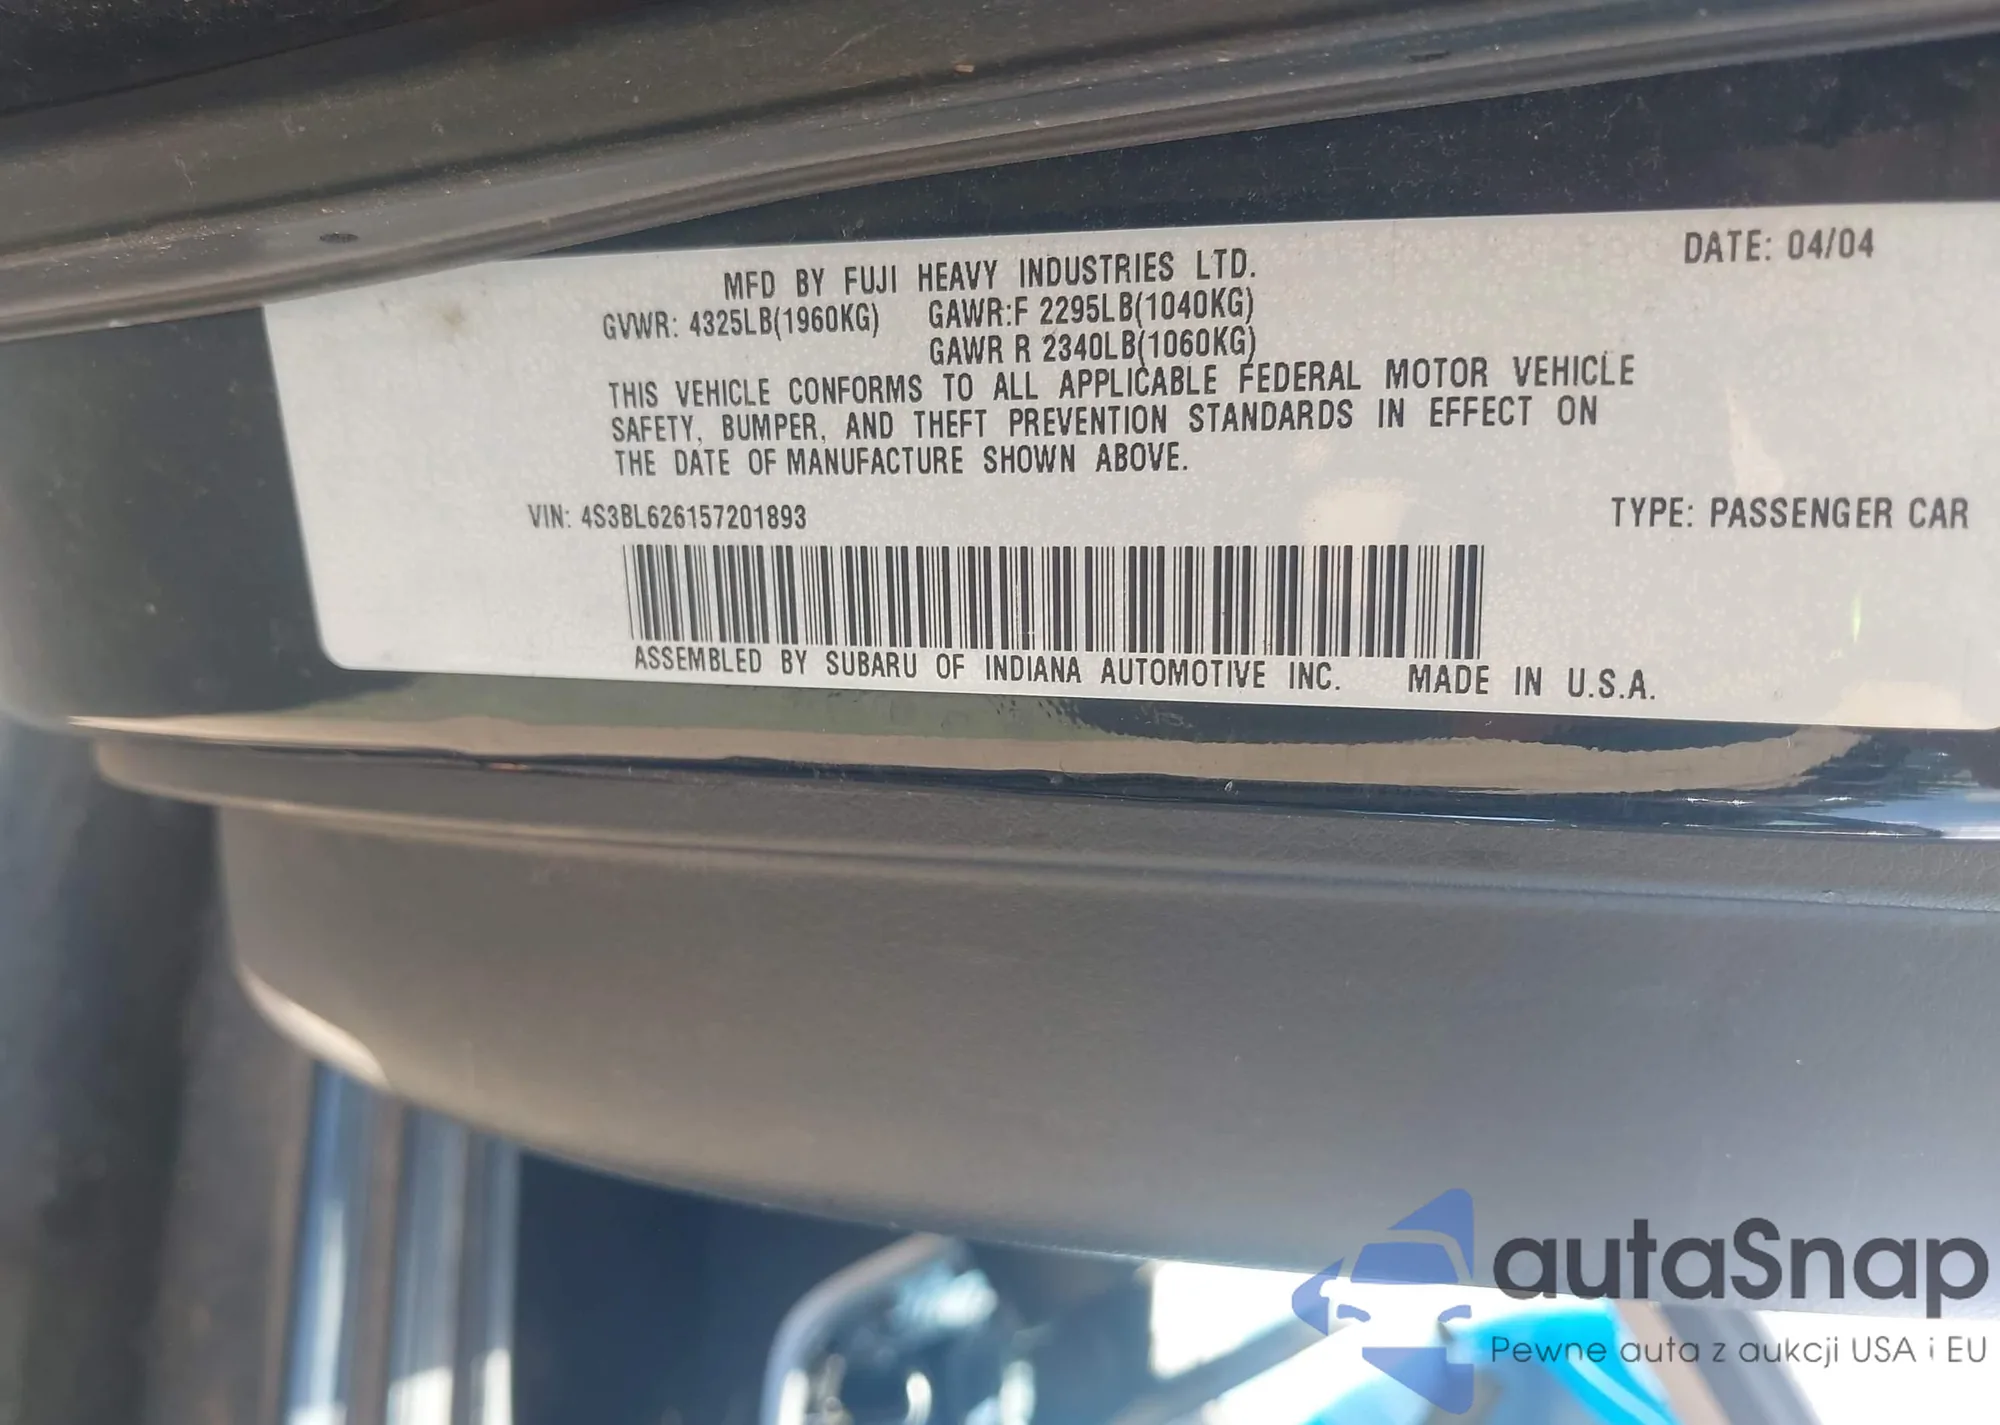 DATE: 04/04
MFD BY FUJI HEAVY INDUSTRIES LTD.
GVWR: 4325LB(1960KG) GAWR:F 2295LB(1040KG)
GAWR R 2340LB(1060KG)
THIS VEHICLE CONFORMS TO ALL APPLICABLE FEDERAL MOTOR VEHICLE
SAFETY, BUMPER, AND THEFT PREVENTION STANDARDS IN EFFECT ON
THE DATE OF MANUFACTURE SHOWN ABOVE.
VIN: 4S3BL626157201893 TYPE: PASSENGER CAR
ASSEMBLED BY SUBARU OF INDIANA AUTOMOTIVE INC. MADE IN U.S.A.
autaSnap
Pewne auta z aukcji USA i EU